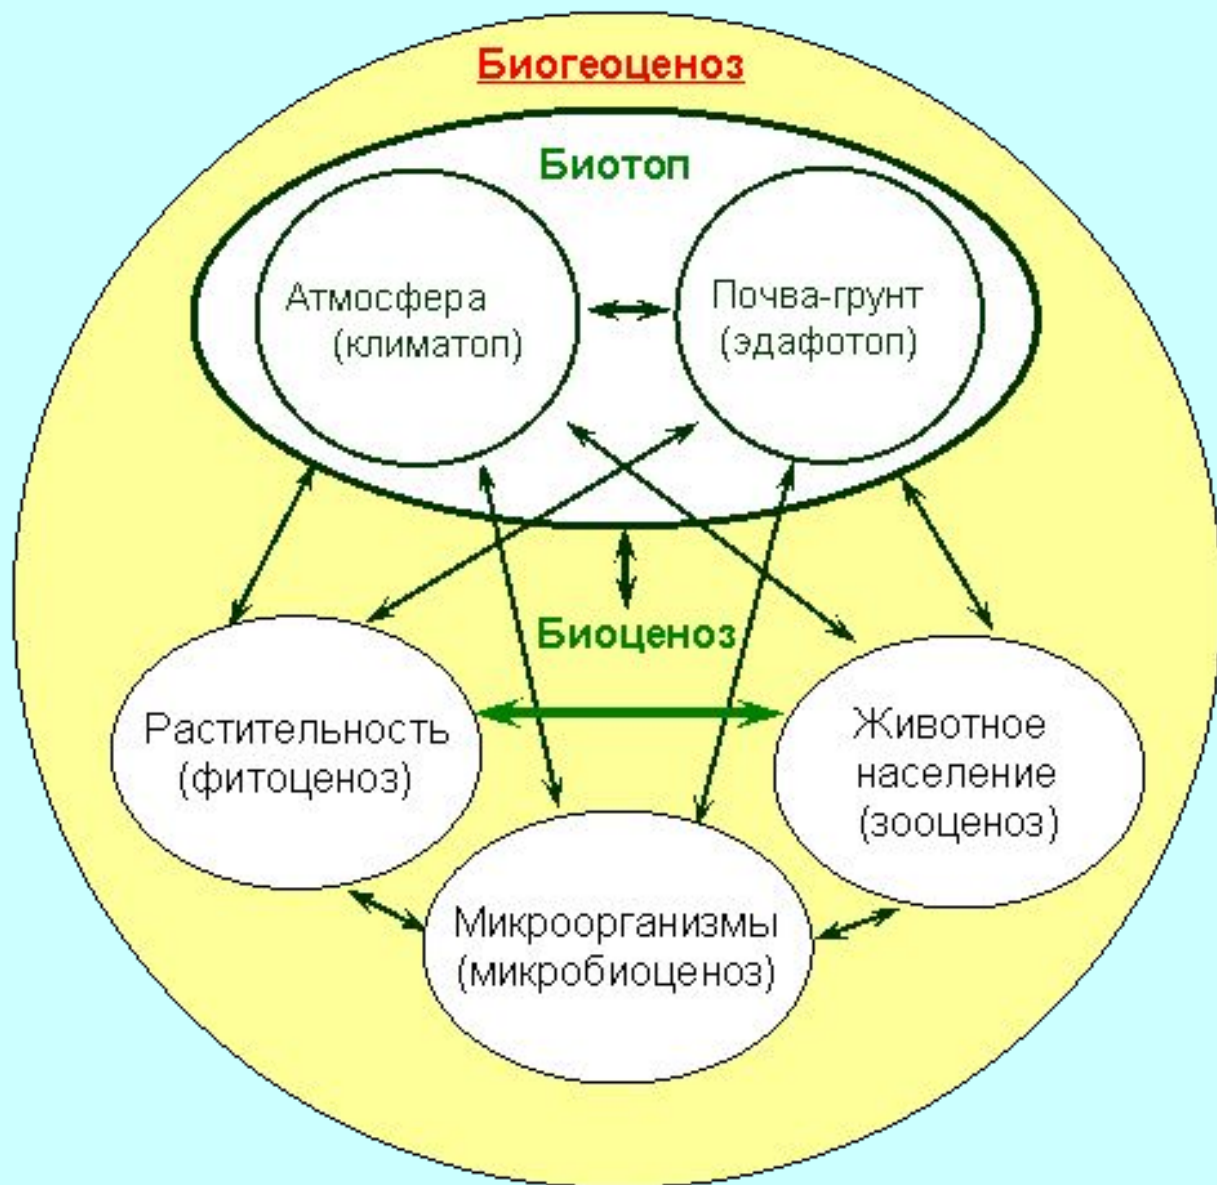 Биогеоценоз
Биотоп
Атмосфера
(климатоп)
Почва-грунт
(эдафотоп)
Биоценоз
Растительность
(фитоценоз)
Животное
население
(зооценоз)
Микроорганизмы
(микробиоценоз)